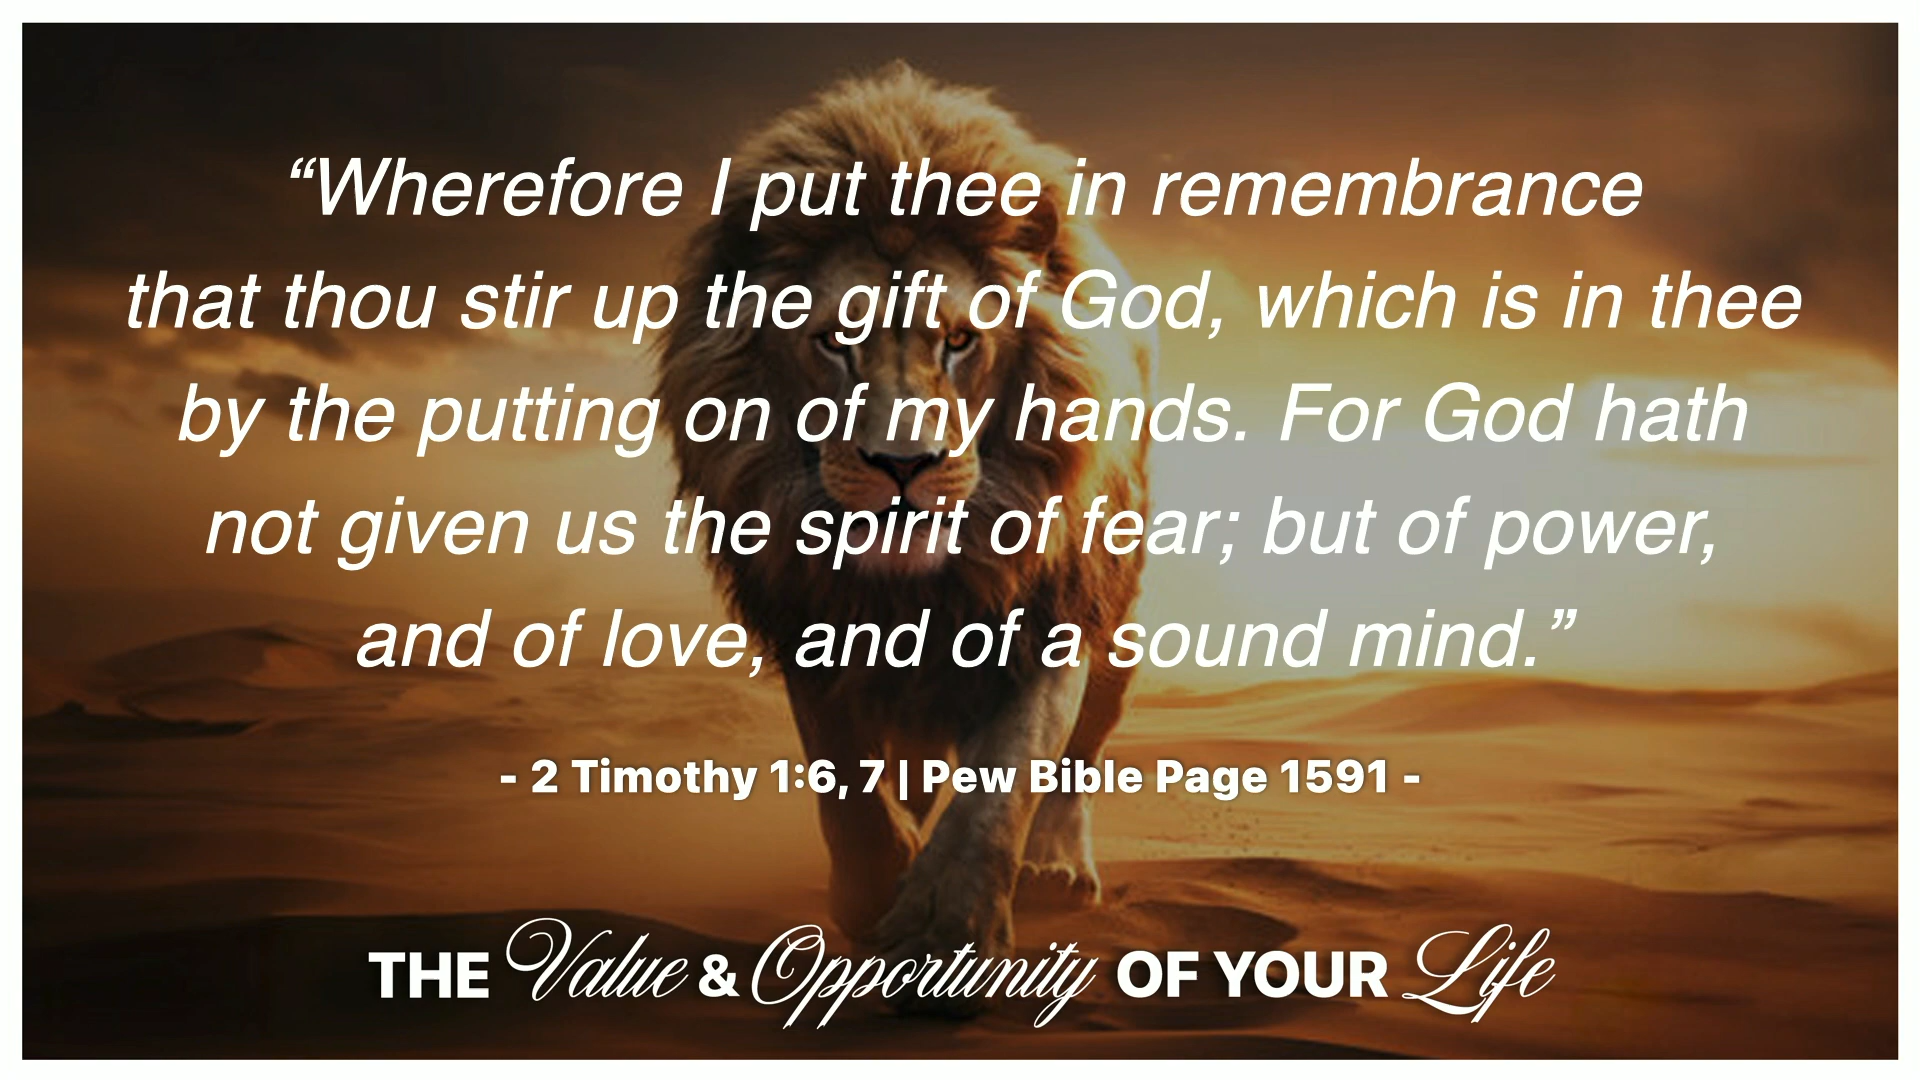 “Wherefore I put thee in remembrance
that thou stir up the gift of God, which is in thee
by the putting on of my hands. For God hath
not given us the spirit of fear; but of power,
and of love, and of a sound mind.”
- 2 Timothy 1:6, 7 | Pew Bible Page 1591 -
THE Value & Opportunity OF YOUR Life